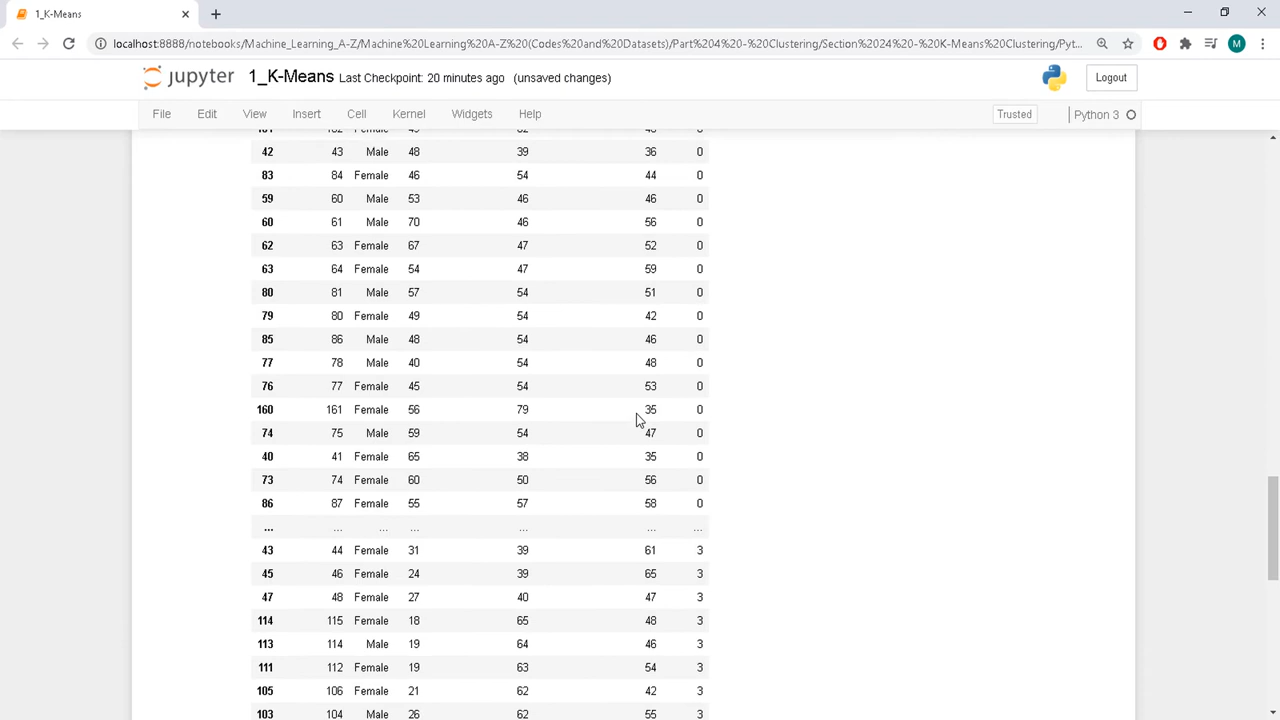 1_K-Means
localhost:8888/notebooks/Machine_Learning_A-Z/Machine%20Learning%20A-Z%20(Codes%20and%20Datasets)/Part%204%20-%20Clustering/Section%2024%20-%20K-Means%20Clustering/Pyt...
M
jupyter 1_K-Means Last Checkpoint: 20 minutes ago (unsaved changes) Logout
File Edit View Insert Cell Kernel Widgets Help Trusted Python 3
42 43 Male 48 39 36 0
83 84 Female 46 54 44 0
59 60 Male 53 46 46 0
60 61 Male 70 46 56 0
62 63 Female 67 47 52 0
63 64 Female 54 47 59 0
80 81 Male 57 54 51 0
79 80 Female 49 54 42 0
85 86 Male 48 54 46 0
77 78 Male 40 54 48 0
76 77 Female 45 54 53 0
160 161 Female 56 79 35 0
74 75 Male 59 54 47 0
40 41 Female 65 38 35 0
73 74 Female 60 50 56 0
86 87 Female 55 57 58 0
... ... ... ... ... ... ...
43 44 Female 31 39 61 3
45 46 Female 24 39 65 3
47 48 Female 27 40 47 3
114 115 Female 18 65 48 3
113 114 Male 19 64 46 3
111 112 Female 19 63 54 3
105 106 Female 21 62 42 3
103 104 Male 26 62 55 3